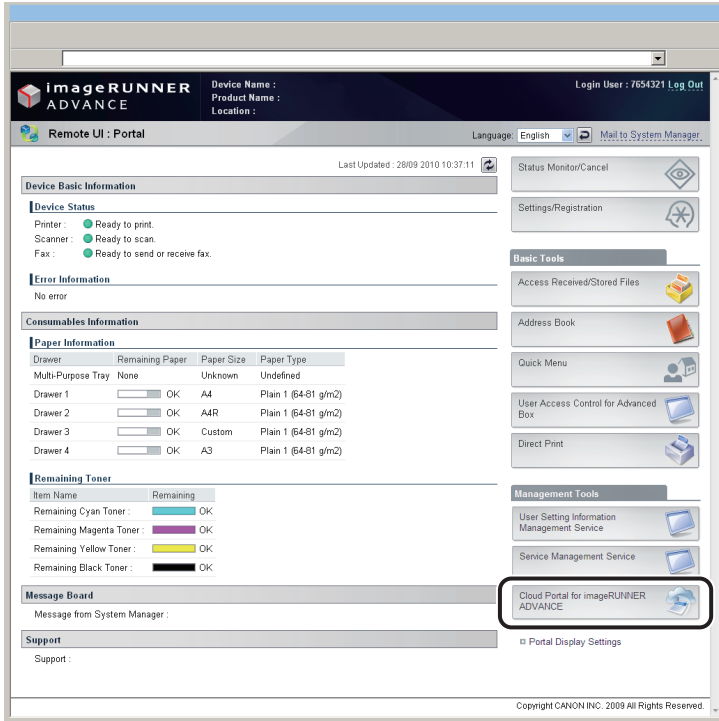 imageRUNNER
ADVANCE
Device Name :
Product Name :
Location :
Login User : 7654321 Log Out
Remote UI : Portal
Language: English
Mail to System Manager
Last Updated : 28/09 2010 10:37:11
Device Basic Information
Device Status
Printer : Ready to print.
Scanner : Ready to scan.
Fax : Ready to send or receive fax.
Error Information
No error
Consumables Information
Paper Information
Drawer Remaining Paper Paper Size Paper Type
Multi-Purpose Tray None Unknown Undefined
Drawer 1 OK A4 Plain 1 (64-81 g/m2)
Drawer 2 OK A4R Plain 1 (64-81 g/m2)
Drawer 3 OK Custom Plain 1 (64-81 g/m2)
Drawer 4 OK A3 Plain 1 (64-81 g/m2)
Remaining Toner
Item Name Remaining
Remaining Cyan Toner : OK
Remaining Magenta Toner : OK
Remaining Yellow Toner : OK
Remaining Black Toner : OK
Message Board
Message from System Manager :
Support
Support :
Status Monitor/Cancel
Settings/Registration
Basic Tools
Access Received/Stored Files
Address Book
Quick Menu
User Access Control for Advanced
Box
Direct Print
Management Tools
User Setting Information
Management Service
Service Management Service
Cloud Portal for imageRUNNER
ADVANCE
Portal Display Settings
Copyright CANON INC. 2009 All Rights Reserved.